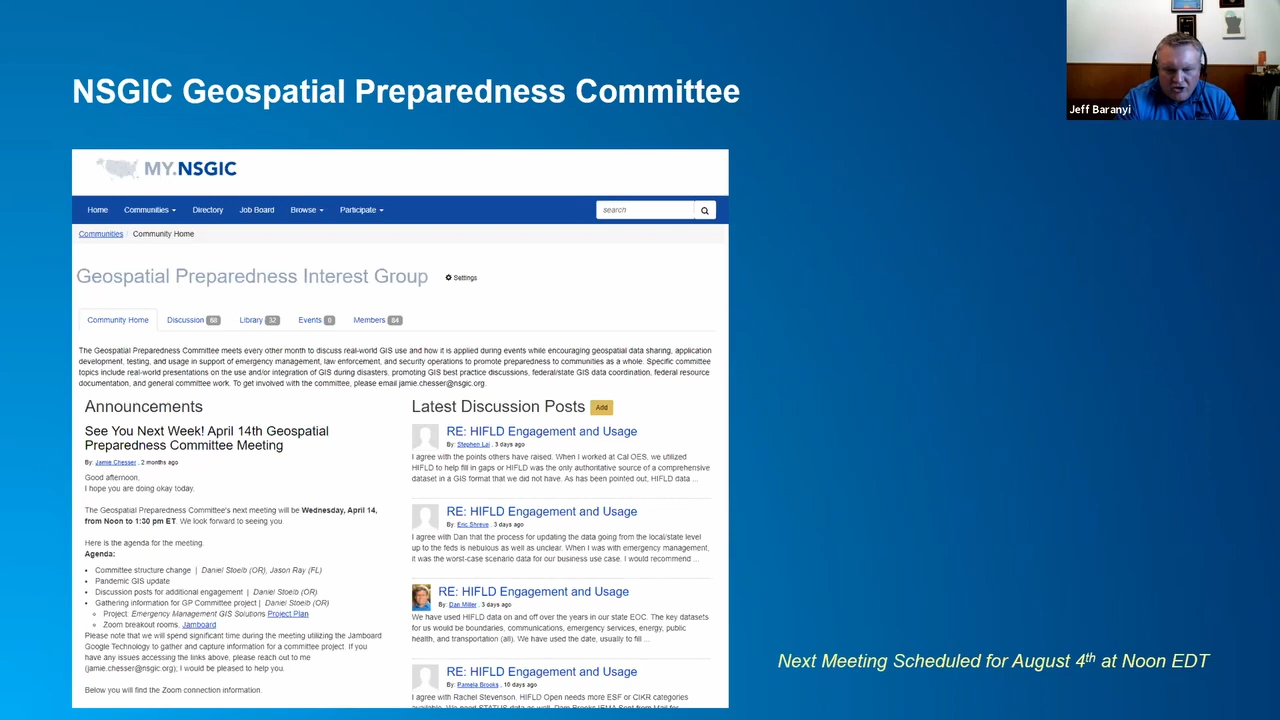 NSGIC Geospatial Preparedness Committee
Jeff Baranyi
MY.NSGIC
Home Communities Directory Job Board Browse Participate search
Communities Community Home
Geospatial Preparedness Interest Group Settings
Community Home Discussion 68 Library 32 Events 0 Members 84
The Geospatial Preparedness Committee meets every other month to discuss real-world GIS use and how it is applied during events while encouraging geospatial data sharing, application
development, testing, and usage in support of emergency management, law enforcement, and security operations to promote preparedness to communities as a whole. Specific committee
topics include real-world presentations on the use and/or integration of GIS during disasters, promoting GIS best practice discussions, federal/state GIS data coordination, federal resource
documentation, and general committee work. To get involved with the committee, please email jamie.chesser@nsgic.org.
Announcements
See You Next Week! April 14th Geospatial
Preparedness Committee Meeting
By: Jamie Chesser , 2 months ago
Good afternoon,
I hope you are doing okay today.
The Geospatial Preparedness Committee's next meeting will be Wednesday, April 14,
from Noon to 1:30 pm ET. We look forward to seeing you.
Here is the agenda for the meeting.
Agenda:
• Committee structure change | Daniel Stoelb (OR), Jason Ray (FL)
• Pandemic GIS update
• Discussion posts for additional engagement | Daniel Stoelb (OR)
• Gathering information for GP Committee project | Daniel Stoelb (OR)
○ Project: Emergency Management GIS Solutions Project Plan
○ Zoom breakout rooms. Jamboard
Please note that we will spend significant time during the meeting utilizing the Jamboard
Google Technology to gather and capture information for a committee project. If you
have any issues accessing the links above, please reach out to me
(jamie.chesser@nsgic.org); I would be pleased to help you.
Below you will find the Zoom connection information.
Latest Discussion Posts Add
RE: HIFLD Engagement and Usage
By: Stephen Lai , 3 days ago
I agree with the points others have raised. When I worked at Cal OES, we utilized
HIFLD to help fill in gaps or HIFLD was the only authoritative source of a comprehensive
dataset in a GIS format that we did not have. As has been pointed out, HIFLD data ...
RE: HIFLD Engagement and Usage
By: Eric Shreve , 3 days ago
I agree with Dan that the process for updating the data going from the local/state level
up to the feds is nebulous as well as unclear. When I was with emergency management,
it was the worst-case scenario data for our business use case. I would recommend ...
RE: HIFLD Engagement and Usage
By: Dan Miller , 3 days ago
We have used HIFLD data on and off over the years in our state EOC. The key datasets
for us would be boundaries, communications, emergency services, energy, public
health, and transportation (all). We have used the date, usually to fill ...
RE: HIFLD Engagement and Usage
By: Pamela Brooks , 10 days ago
I agree with Rachel Stevenson. HIFLD Open needs more ESF or CIKR categories
Next Meeting Scheduled for August 4th at Noon EDT